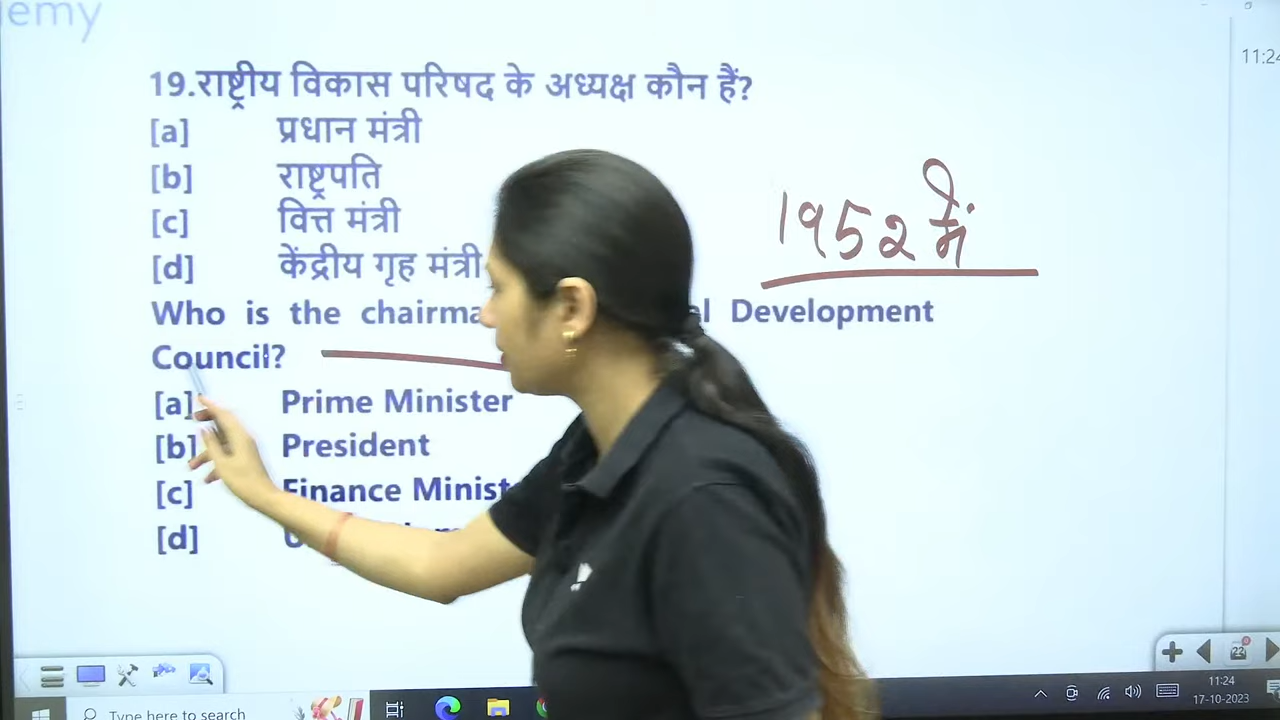 emy
11:24
19.राष्ट्रीय विकास परिषद के अध्यक्ष कौन हैं?
[a] प्रधान मंत्री
[b] राष्ट्रपति
[c] वित्त मंत्री
[d] केंद्रीय गृह मंत्री
1952 में
Who is the chairma l Development
Council?
[a] Prime Minister
[b] President
[c] Finance Minist
[d]
22
Type here to search
11:24
17-10-2023